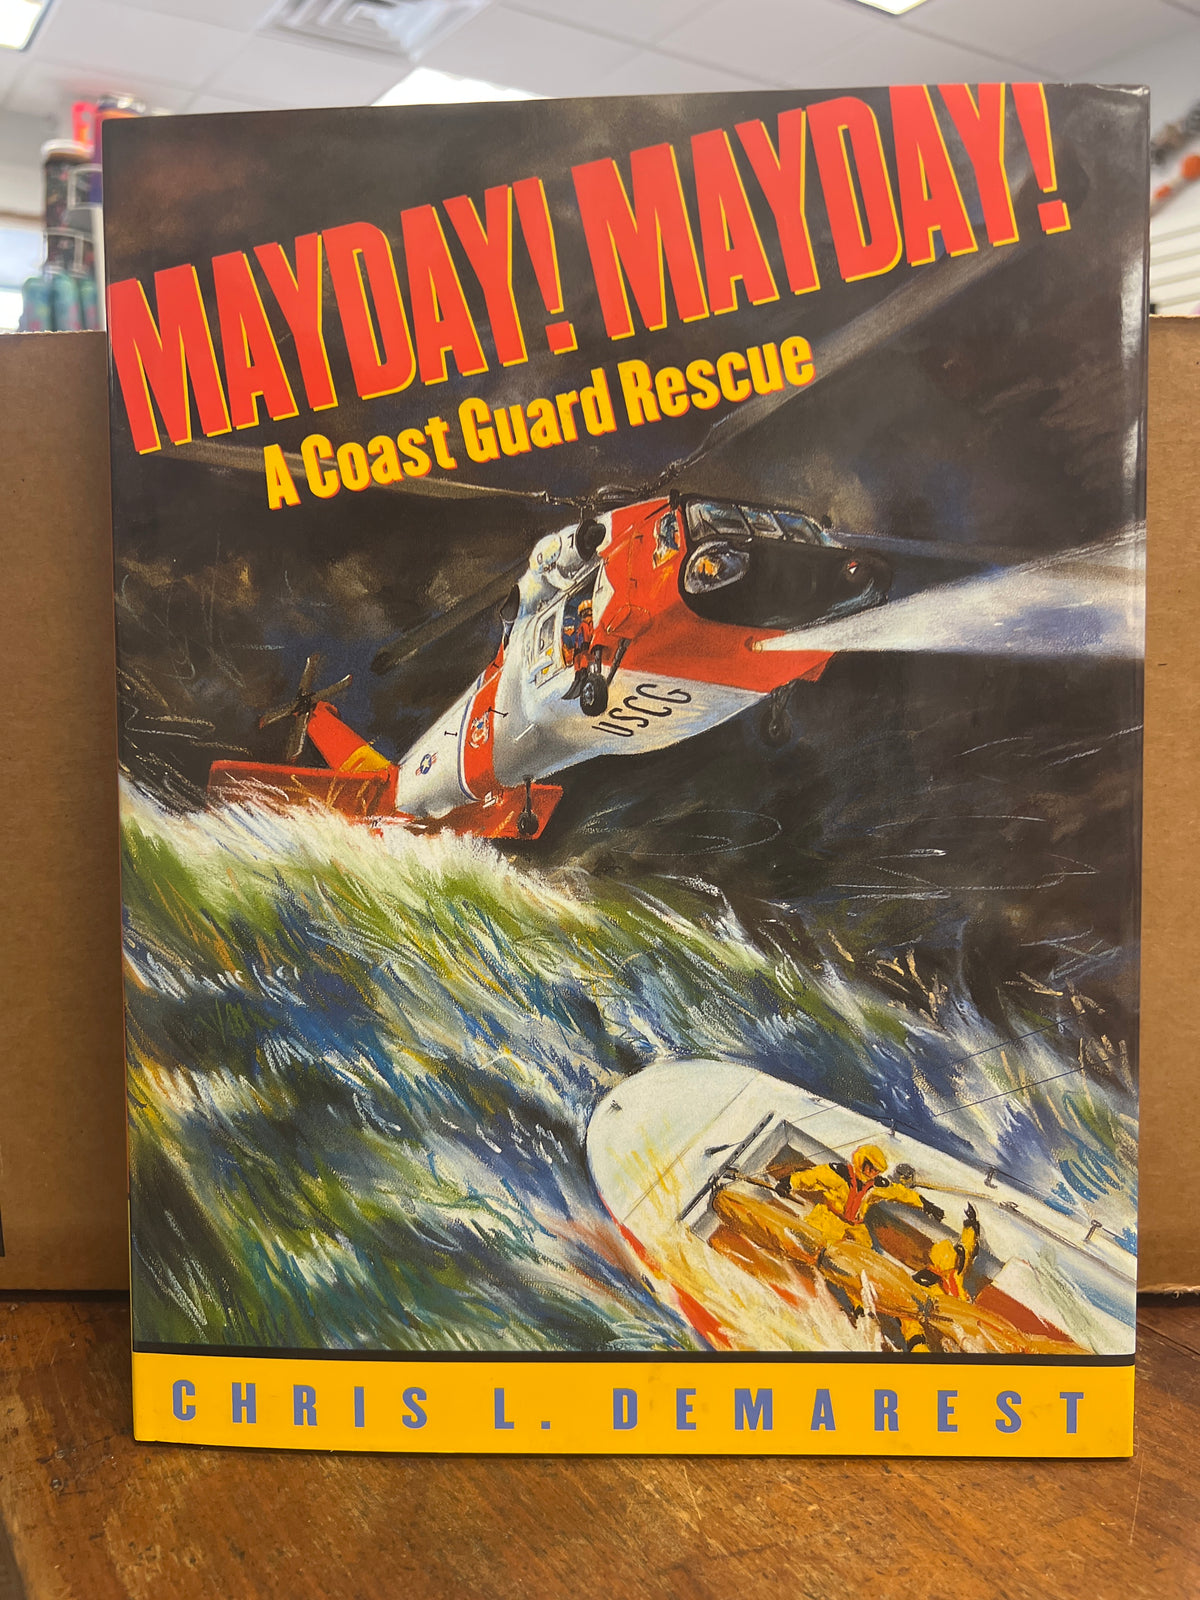 MAYDAY! MAYDAY!
A Coast Guard Rescue
USCG
CHRIS L. DEMAREST